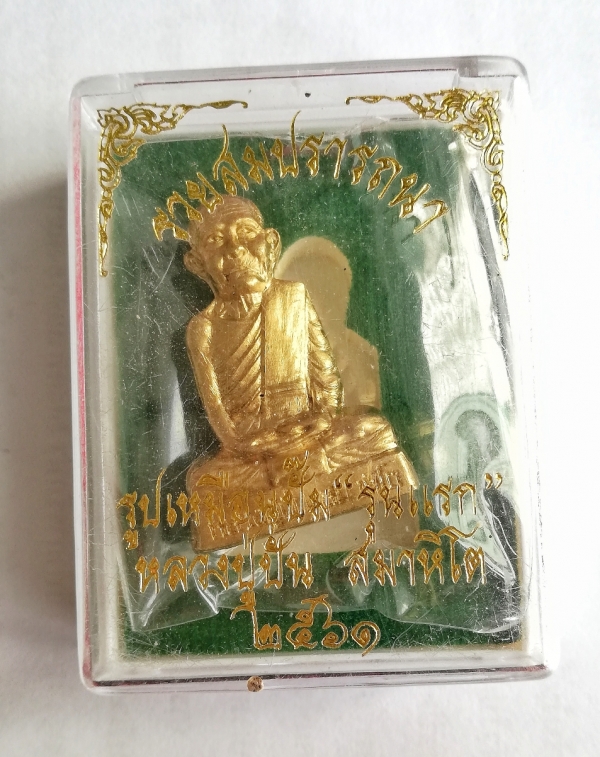 รวยสมปรารถนา
รูปเหมือนปั๊ม "รุ่นแรก"
หลวงปู่ปั่น สมาหิโต
๒๕๖๑